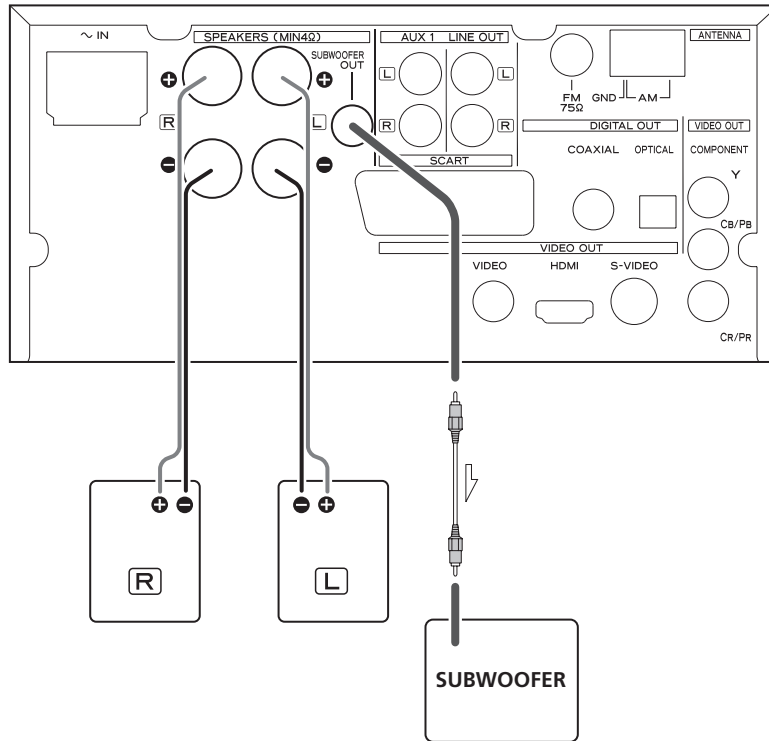 ∼ IN
SPEAKERS (MIN4Ω)
SUBWOOFER
OUT
AUX 1 LINE OUT
ANTENNA
+ +
L L
R L
R R
FM
75Ω
GND AM
DIGITAL OUT
VIDEO OUT
− −
SCART
COAXIAL OPTICAL
COMPONENT
Y
CB/PB
VIDEO OUT
VIDEO HDMI S-VIDEO
CR/PR
+ − − +
R L
SUBWOOFER